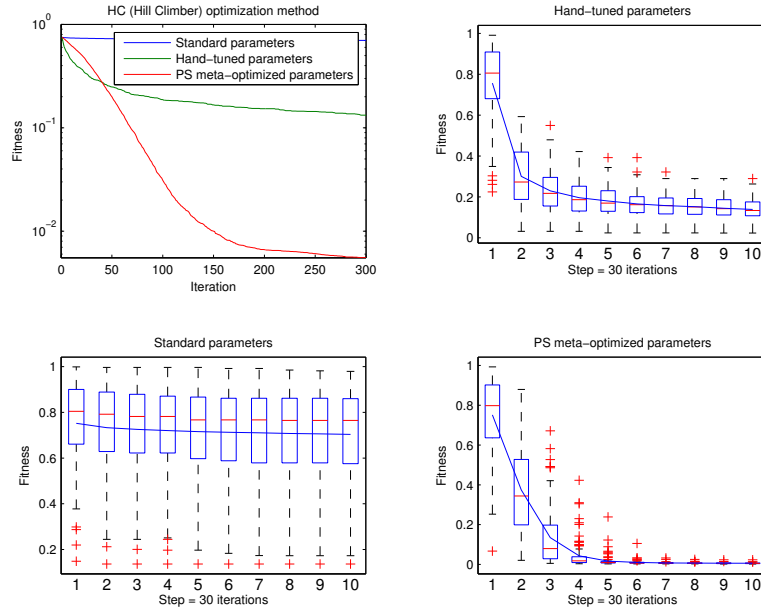 HC (Hill Climber) optimization method
Standard parameters
Hand−tuned parameters
PS meta−optimized parameters
10^0
10^−1
10^−2
Fitness
0 50 100 150 200 250 300
Iteration
Hand−tuned parameters
1
0.8
0.6
0.4
0.2
0
Fitness
1 2 3 4 5 6 7 8 9 10
Step = 30 iterations
Standard parameters
1
0.8
0.6
0.4
0.2
Fitness
1 2 3 4 5 6 7 8 9 10
Step = 30 iterations
PS meta−optimized parameters
1
0.8
0.6
0.4
0.2
0
Fitness
1 2 3 4 5 6 7 8 9 10
Step = 30 iterations